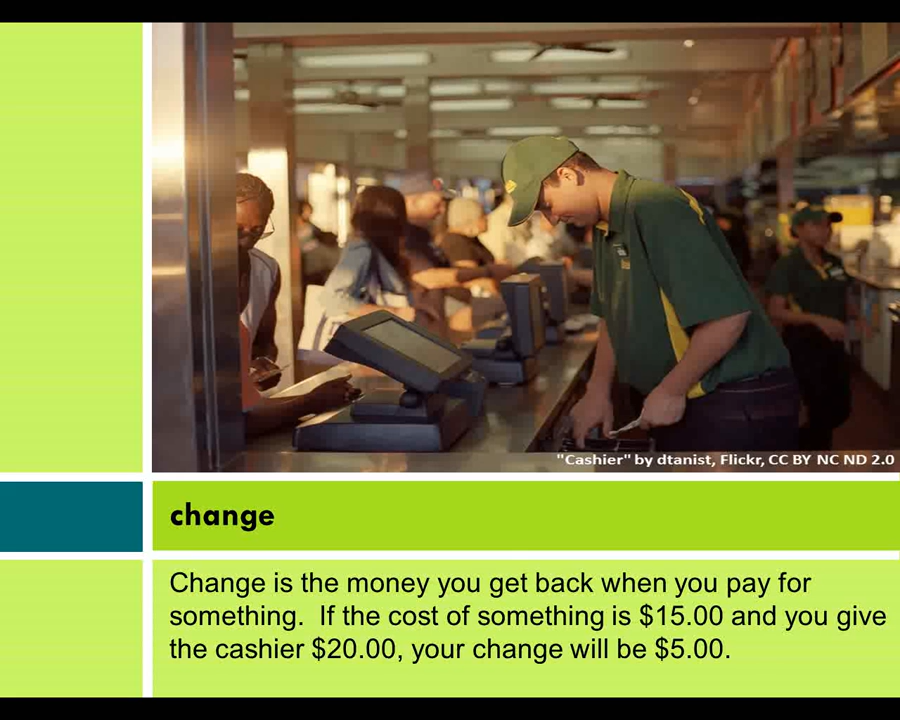 "Cashier" by dtanist, Flickr, CC BY NC ND 2.0
change
Change is the money you get back when you pay for
something.  If the cost of something is $15.00 and you give
the cashier $20.00, your change will be $5.00.